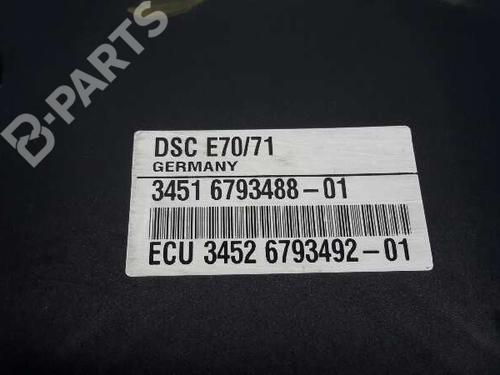 B-PARTS
DSC E70/71
GERMANY
3451 6793488-01
ECU 3452 6793492-01